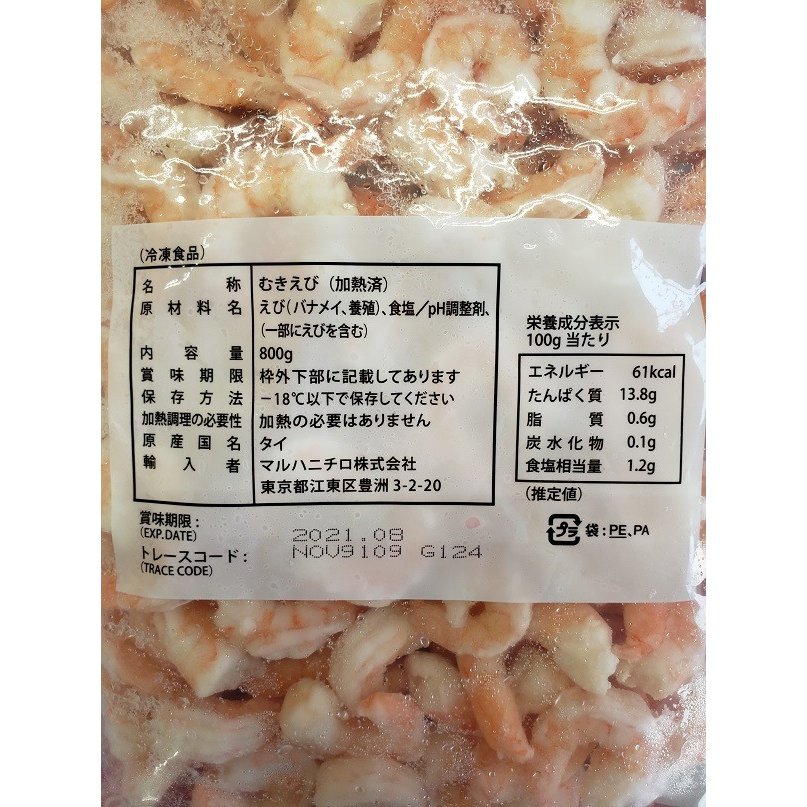 (冷凍食品)
名称 むきえび (加熱済)
原材料名 えび(バナメイ、養殖)、食塩/pH調整剤、
(一部にえびを含む)
内容量 800g
賞味期限 枠外下部に記載してあります
保存方法 -18℃以下で保存してください
加熱調理の必要性 加熱の必要はありません
原産国名 タイ
輸入者 マルハニチロ株式会社
東京都江東区豊洲3-2-20
賞味期限:
(EXP.DATE)
2021.08
トレースコード:
(TRACE CODE)
NOV9109 G124
栄養成分表示
100g当たり
エネルギー 61kcal
たんぱく質 13.8g
脂質 0.6g
炭水化物 0.1g
食塩相当量 1.2g
(推定値)
プラ 袋:PE、PA